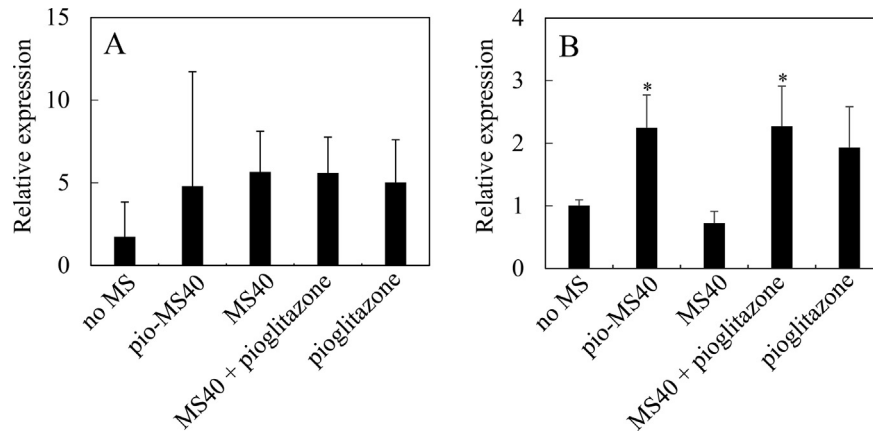 A
Relative expression
15
10
5
0
no MS
pio-MS40
MS40
MS40 + pioglitazone
pioglitazone
B
Relative expression
4
3
2
1
0
*
*
no MS
pio-MS40
MS40
MS40 + pioglitazone
pioglitazone